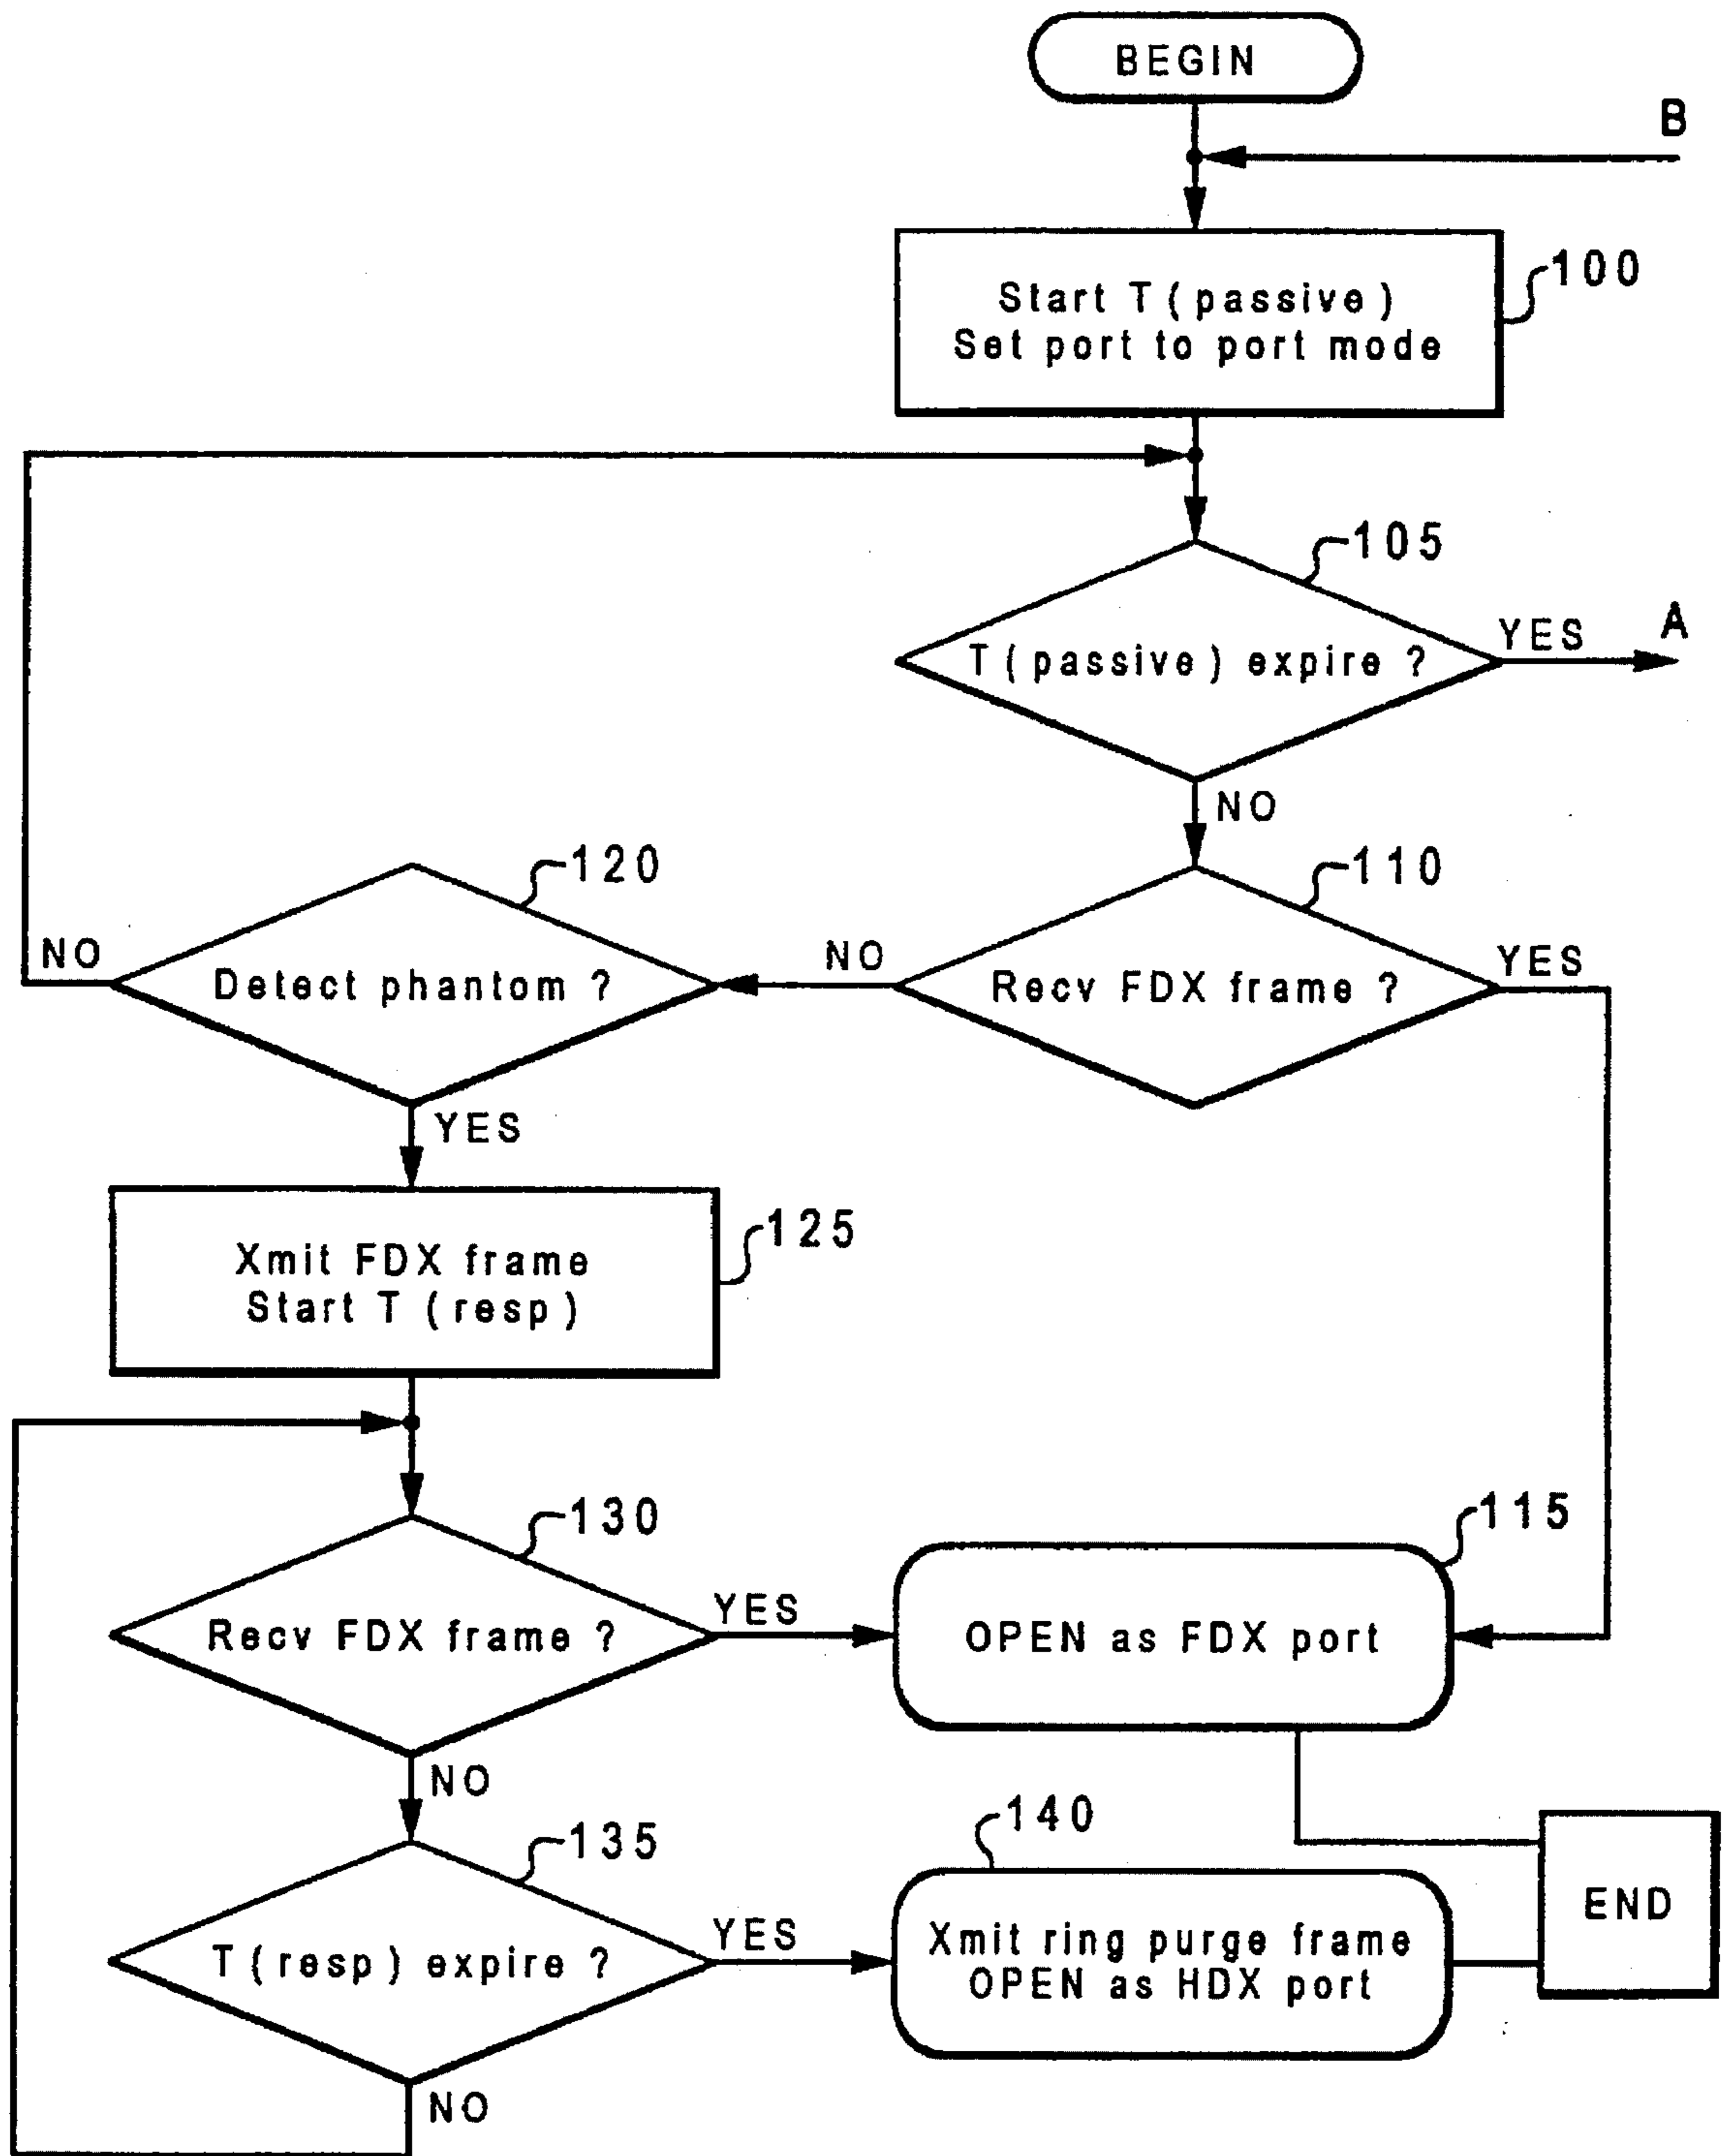 BEGIN
B
100
Start T (passive)
Set port to port mode
105
T (passive) expire ?
YES
A
NO
120
110
NO
Detect phantom ?
NO
Recv FDX frame ?
YES
YES
125
Xmit FDX frame
Start T (resp)
130
115
Recv FDX frame ?
YES
OPEN as FDX port
NO
135
140
END
T (resp) expire ?
YES
Xmit ring purge frame
OPEN as HDX port
NO